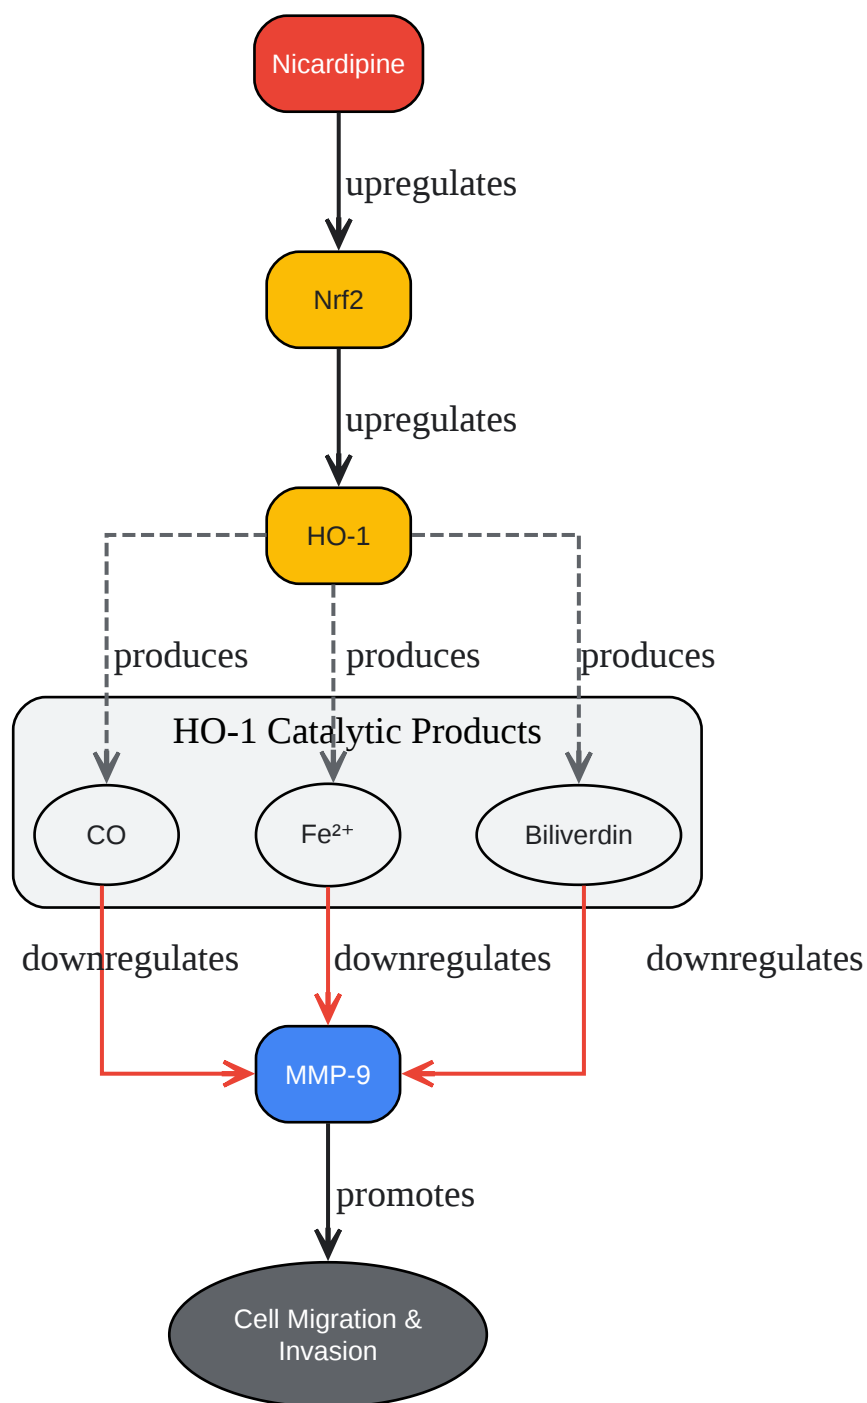 Nicardipine
upregulates
Nrf2
upregulates
HO-1
produces
produces
produces
HO-1 Catalytic Products
CO
Fe²⁺
Biliverdin
downregulates
downregulates
downregulates
MMP-9
promotes
Cell Migration &
Invasion